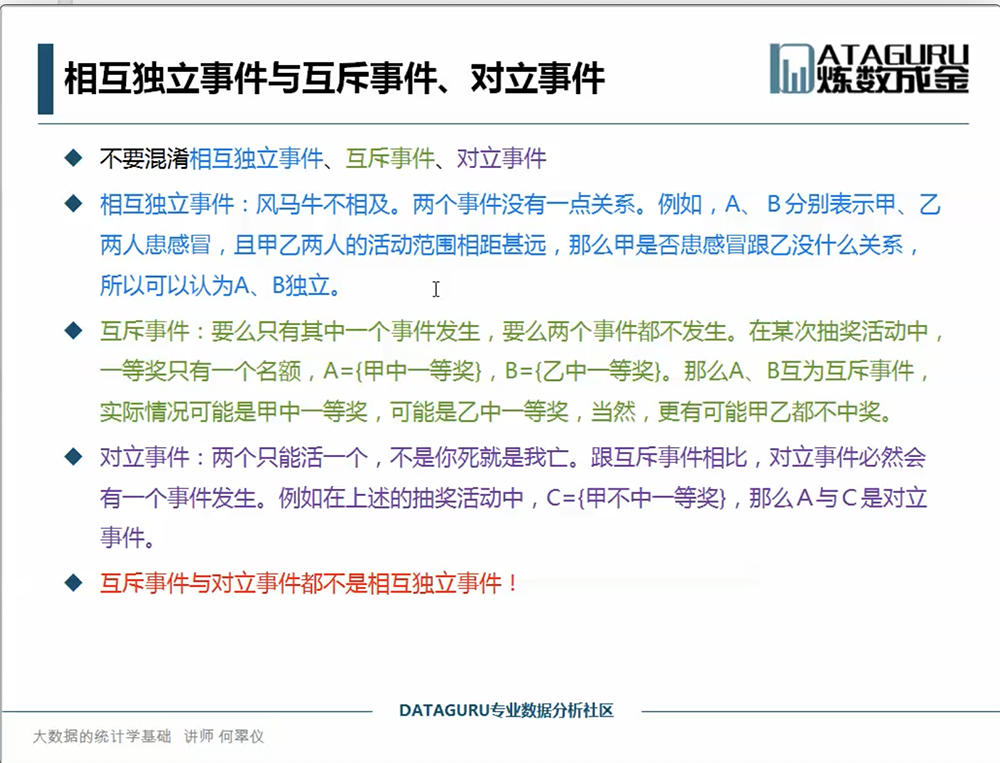 相互独立事件与互斥事件、对立事件
ATAGURU
炼数成金
不要混淆相互独立事件、互斥事件、对立事件
相互独立事件：风马牛不相及。两个事件没有一点关系。例如，A、B分别表示甲、乙
两人患感冒，且甲乙两人的活动范围相距甚远，那么甲是否患感冒跟乙没什么关系，
所以可以认为A、B独立。
互斥事件：要么只有其中一个事件发生，要么两个事件都不发生。在某次抽奖活动中，
一等奖只有一个名额，A={甲中一等奖}，B={乙中一等奖}。那么A、B互为互斥事件，
实际情况可能是甲中一等奖，可能是乙中一等奖，当然，更有可能甲乙都不中奖。
对立事件：两个只能活一个，不是你死就是我亡。跟互斥事件相比，对立事件必然会
有一个事件发生。例如在上述的抽奖活动中，C={甲不中一等奖}，那么A与C是对立
事件。
互斥事件与对立事件都不是相互独立事件！
DATAGURU专业数据分析社区
大数据的统计学基础 讲师 何翠仪